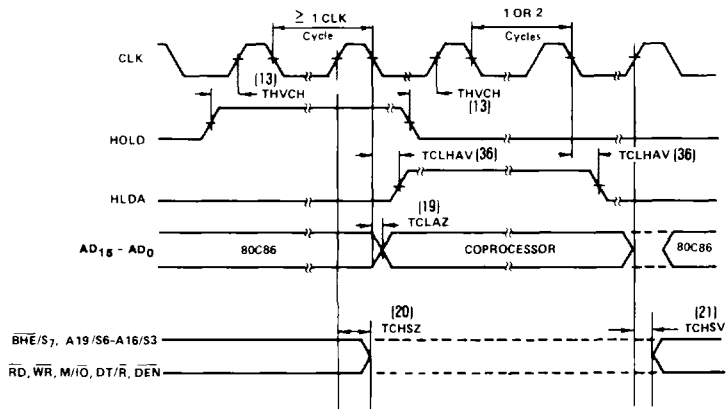 ≥ 1 CLK
Cycle
1 OR 2
Cycles
CLK
(13)
THVCH
THVCH
(13)
HOLD
TCLHAV (36)
TCLHAV (36)
HLDA
(19)
TCLAZ
AD15 - AD0
80C86
COPROCESSOR
80C86
(20)
TCHSZ
(21)
TCHSV
BHE/S7, A19/S6-A16/S3
RD, WR, M/IO, DT/R, DEN